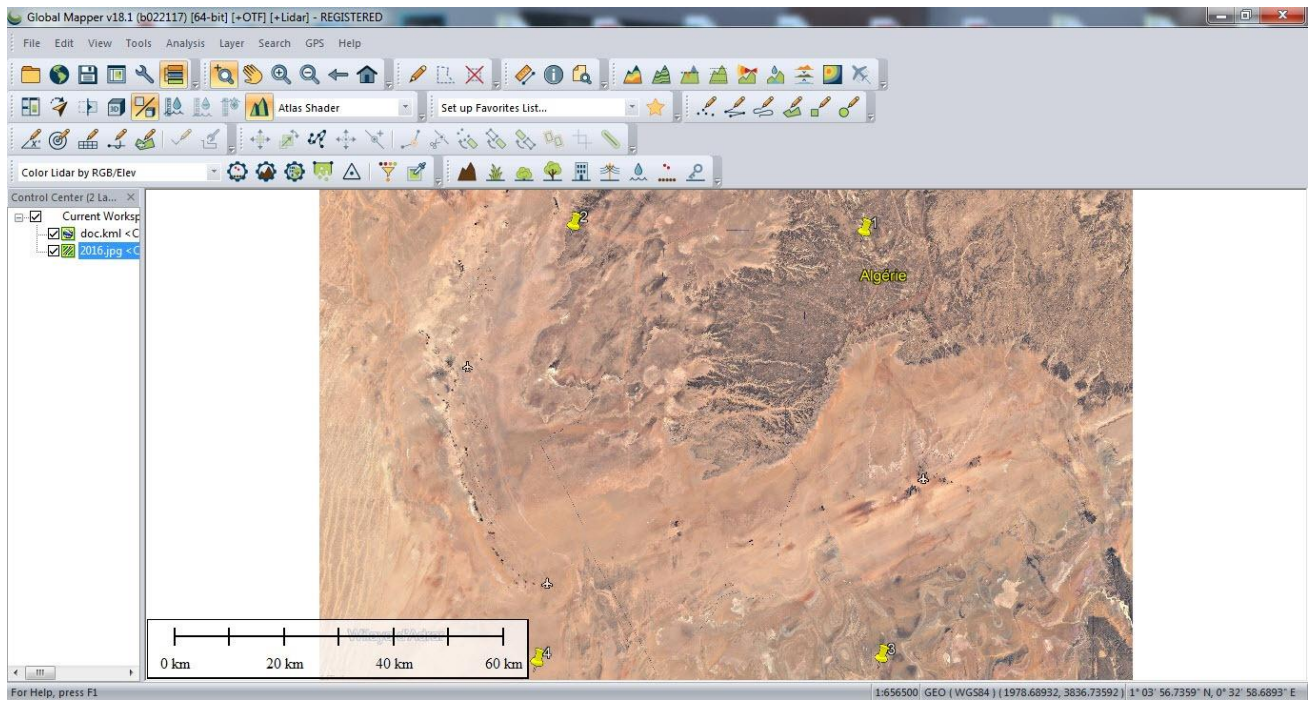 Global Mapper v18.1 (b022117) [64-bit] [+OTF] [+Lidar] - REGISTERED
File Edit View Tools Analysis Layer Search GPS Help
Atlas Shader Set up Favorites List...
Color Lidar by RGB/Elev
Control Center (2 La...
Current Worksp
doc.kml <C
2016.jpg <C
2
1
Algérie
3
4
0 km 20 km 40 km 60 km
For Help, press F1 1:656500 GEO ( WGS84 ) ( 1978.68932, 3836.73592 ) 1° 03' 56.7359" N, 0° 32' 58.6893" E